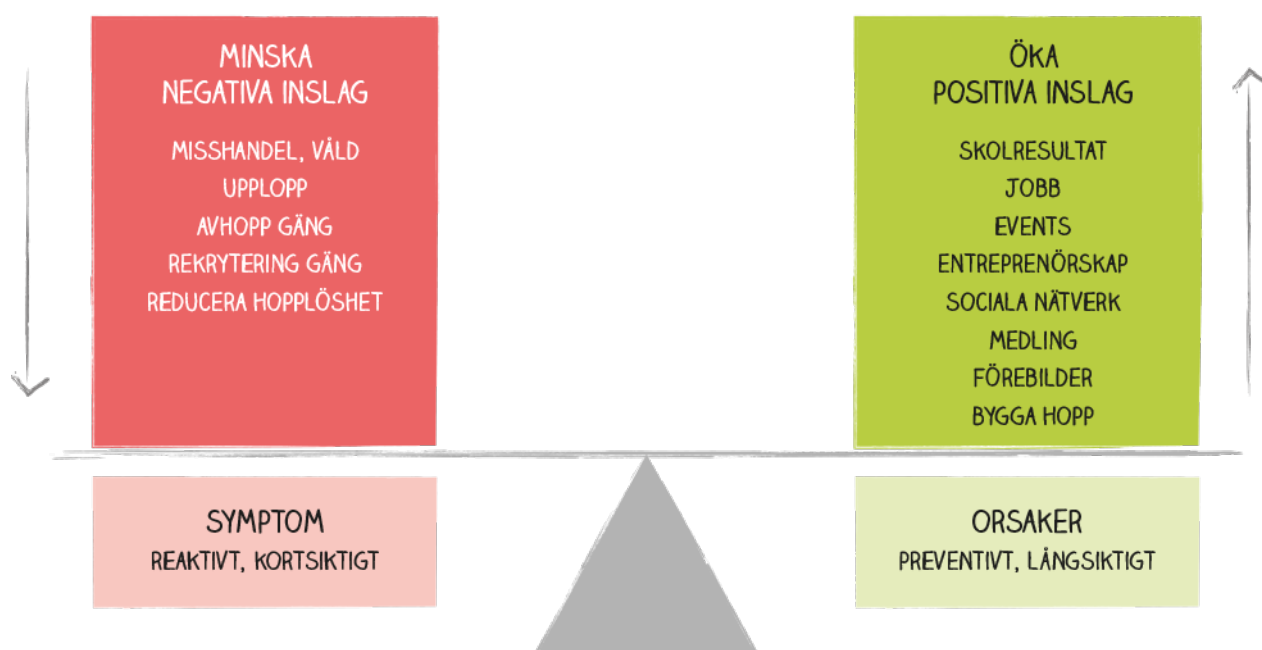 MINSKA
NEGATIVA INSLAG
MISSHANDEL, VÅLD
UPPLOPP
AVHOPP GÄNG
REKRYTERING GÄNG
REDUCERA HOPPLÖSHET
SYMPTOM
REAKTIVT, KORTSIKTIGT
ÖKA
POSITIVA INSLAG
SKOLRESULTAT
JOBB
EVENTS
ENTREPRENÖRSKAP
SOCIALA NÄTVERK
MEDLING
FÖREBILDER
BYGGA HOPP
ORSAKER
PREVENTIVT, LÅNGSIKTIGT